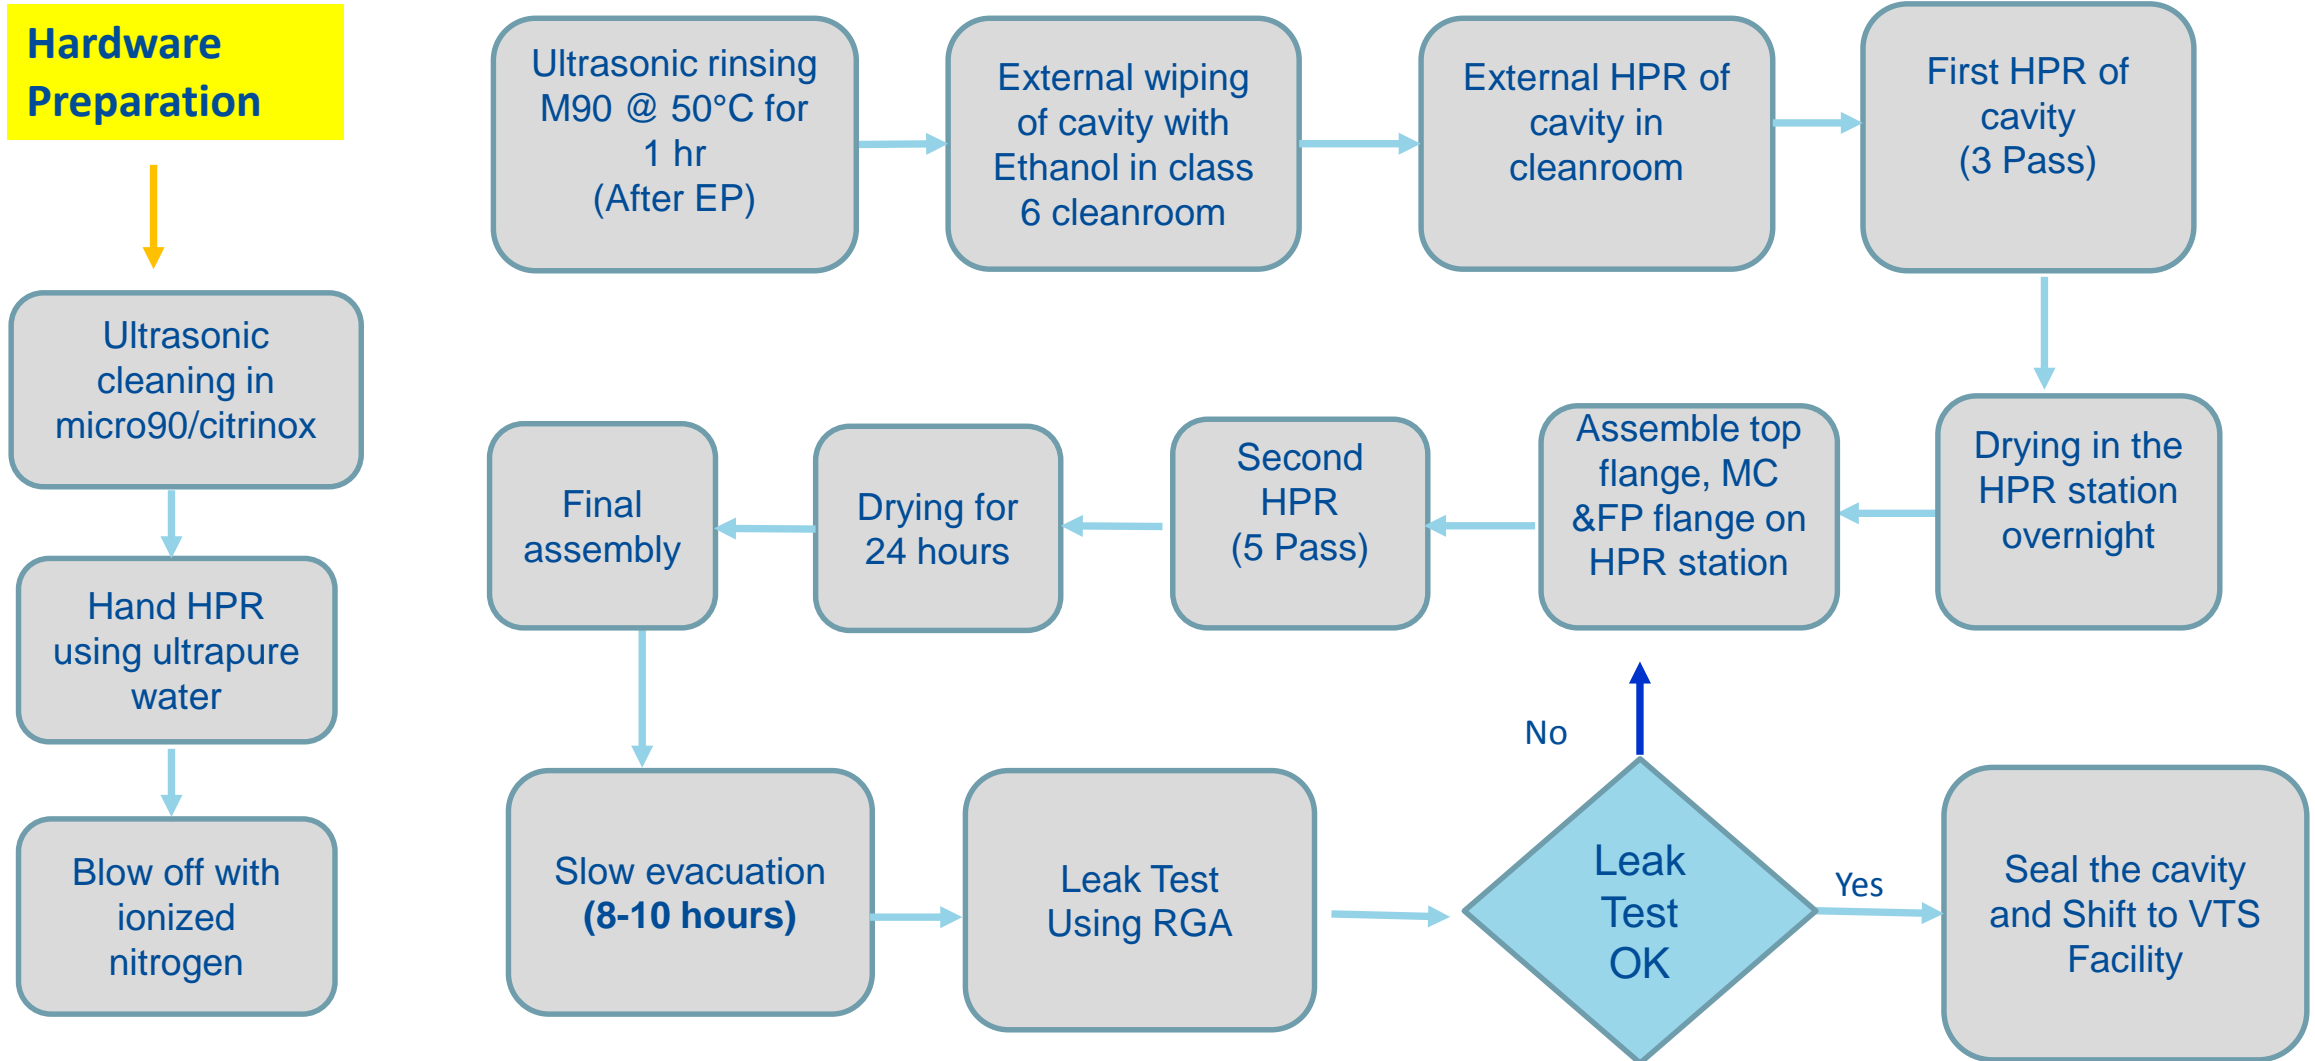 Hardware
Preparation
Ultrasonic
cleaning in
micro90/citrinox
Hand HPR
using ultrapure
water
Blow off with
ionized
nitrogen
Ultrasonic rinsing
M90 @ 50°C for
1 hr
(After EP)
External wiping
of cavity with
Ethanol in class
6 cleanroom
External HPR of
cavity in
cleanroom
First HPR of
cavity
(3 Pass)
Drying in the
HPR station
overnight
Assemble top
flange, MC
&FP flange on
HPR station
Second
HPR
(5 Pass)
Drying for
24 hours
Final
assembly
Slow evacuation
(8-10 hours)
Leak Test
Using RGA
Leak
Test
OK
No
Yes
Seal the cavity
and Shift to VTS
Facility